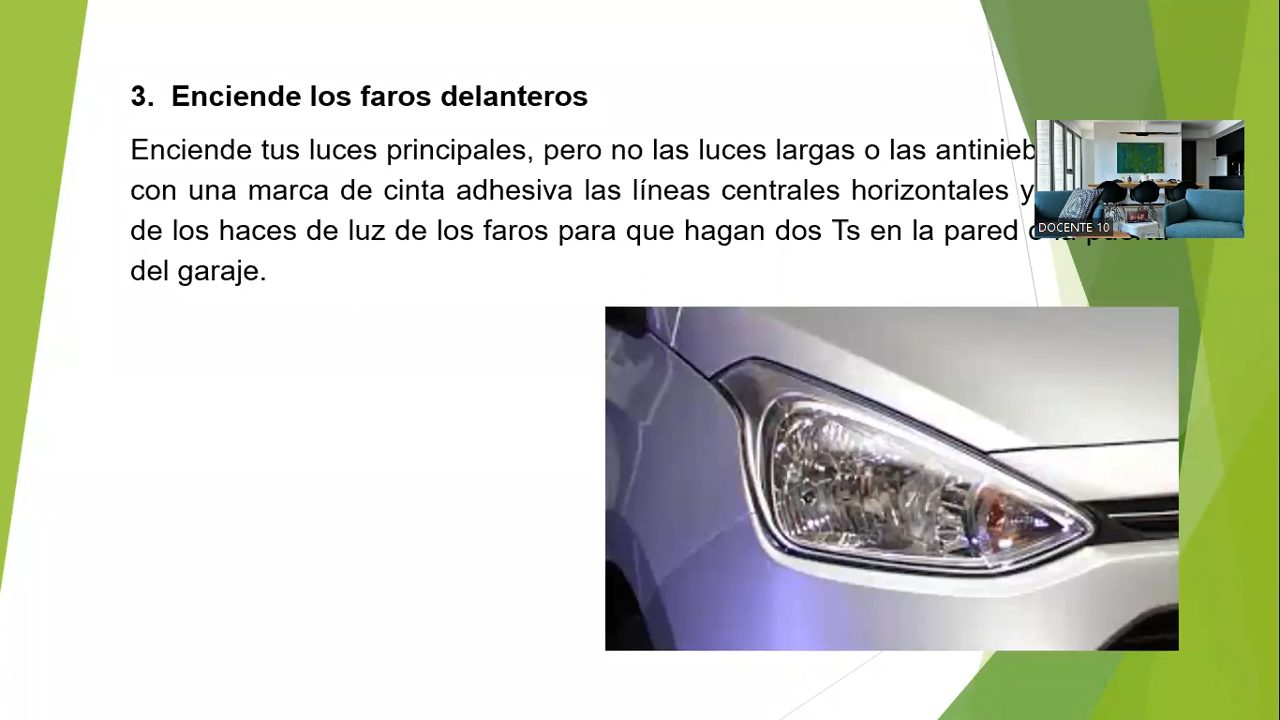 3. Enciende los faros delanteros
Enciende tus luces principales, pero no las luces largas o las
con una marca de cinta adhesiva las líneas centrales horizontales y
de los haces de luz de los faros para que hagan dos Ts en la pared
del garaje.
DOCENTE 10